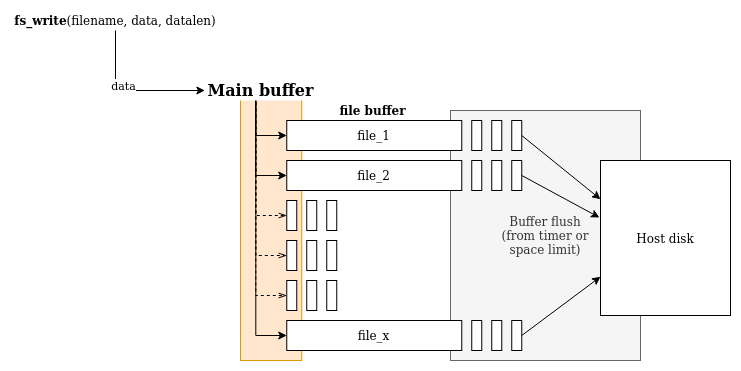 fs_write(filename, data, datalen)
data
Main buffer
file buffer
file_1
file_2
Buffer flush
(from timer or
space limit)
Host disk
file_x